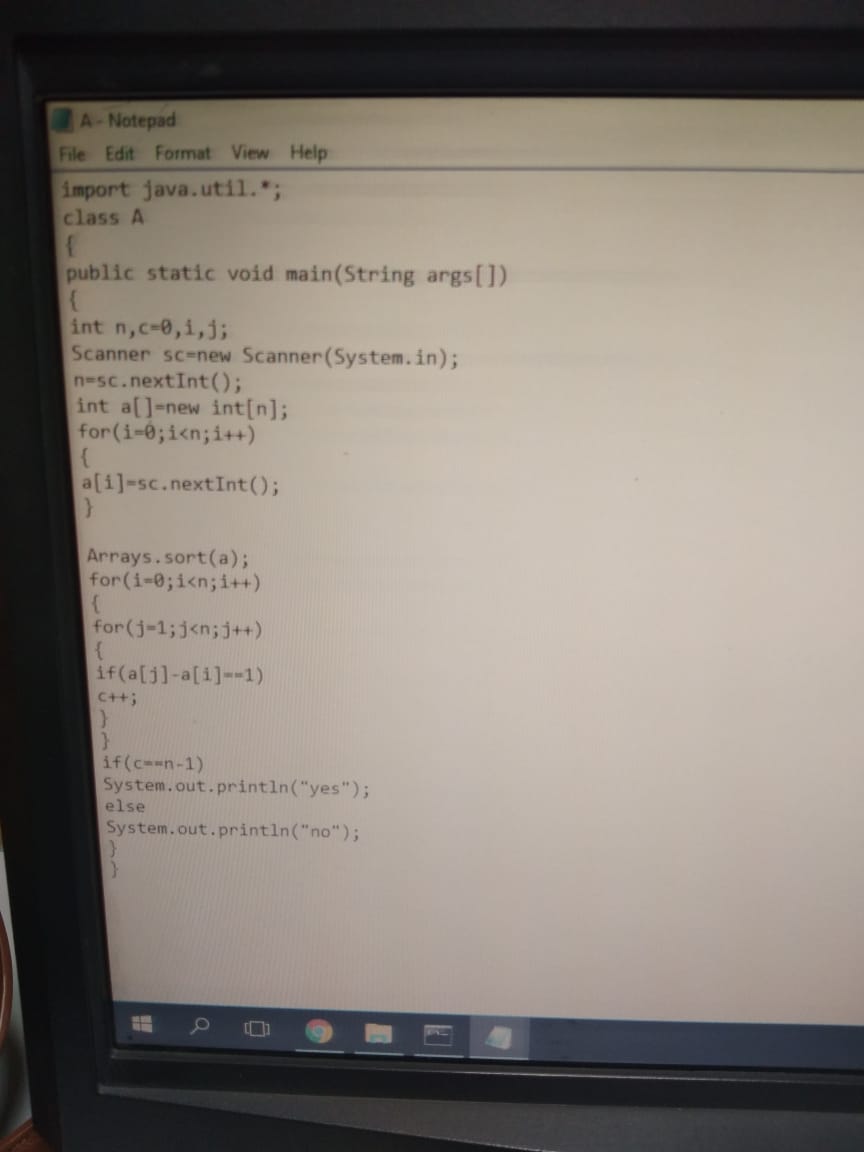 A - Notepad
File Edit Format View Help
import java.util.*;
class A
{
public static void main(String args[])
{
int n,c=0,i,j;
Scanner sc=new Scanner(System.in);
n=sc.nextInt();
int a[]=new int[n];
for(i=0;i<n;i++)
{
a[i]=sc.nextInt();
}
Arrays.sort(a);
for(i=0;i<n;i++)
{
for(j=1;j<n;j++)
{
if(a[j]-a[i]==1)
c++;
}
}
if(c==n-1)
System.out.println("yes");
else
System.out.println("no");
}
}